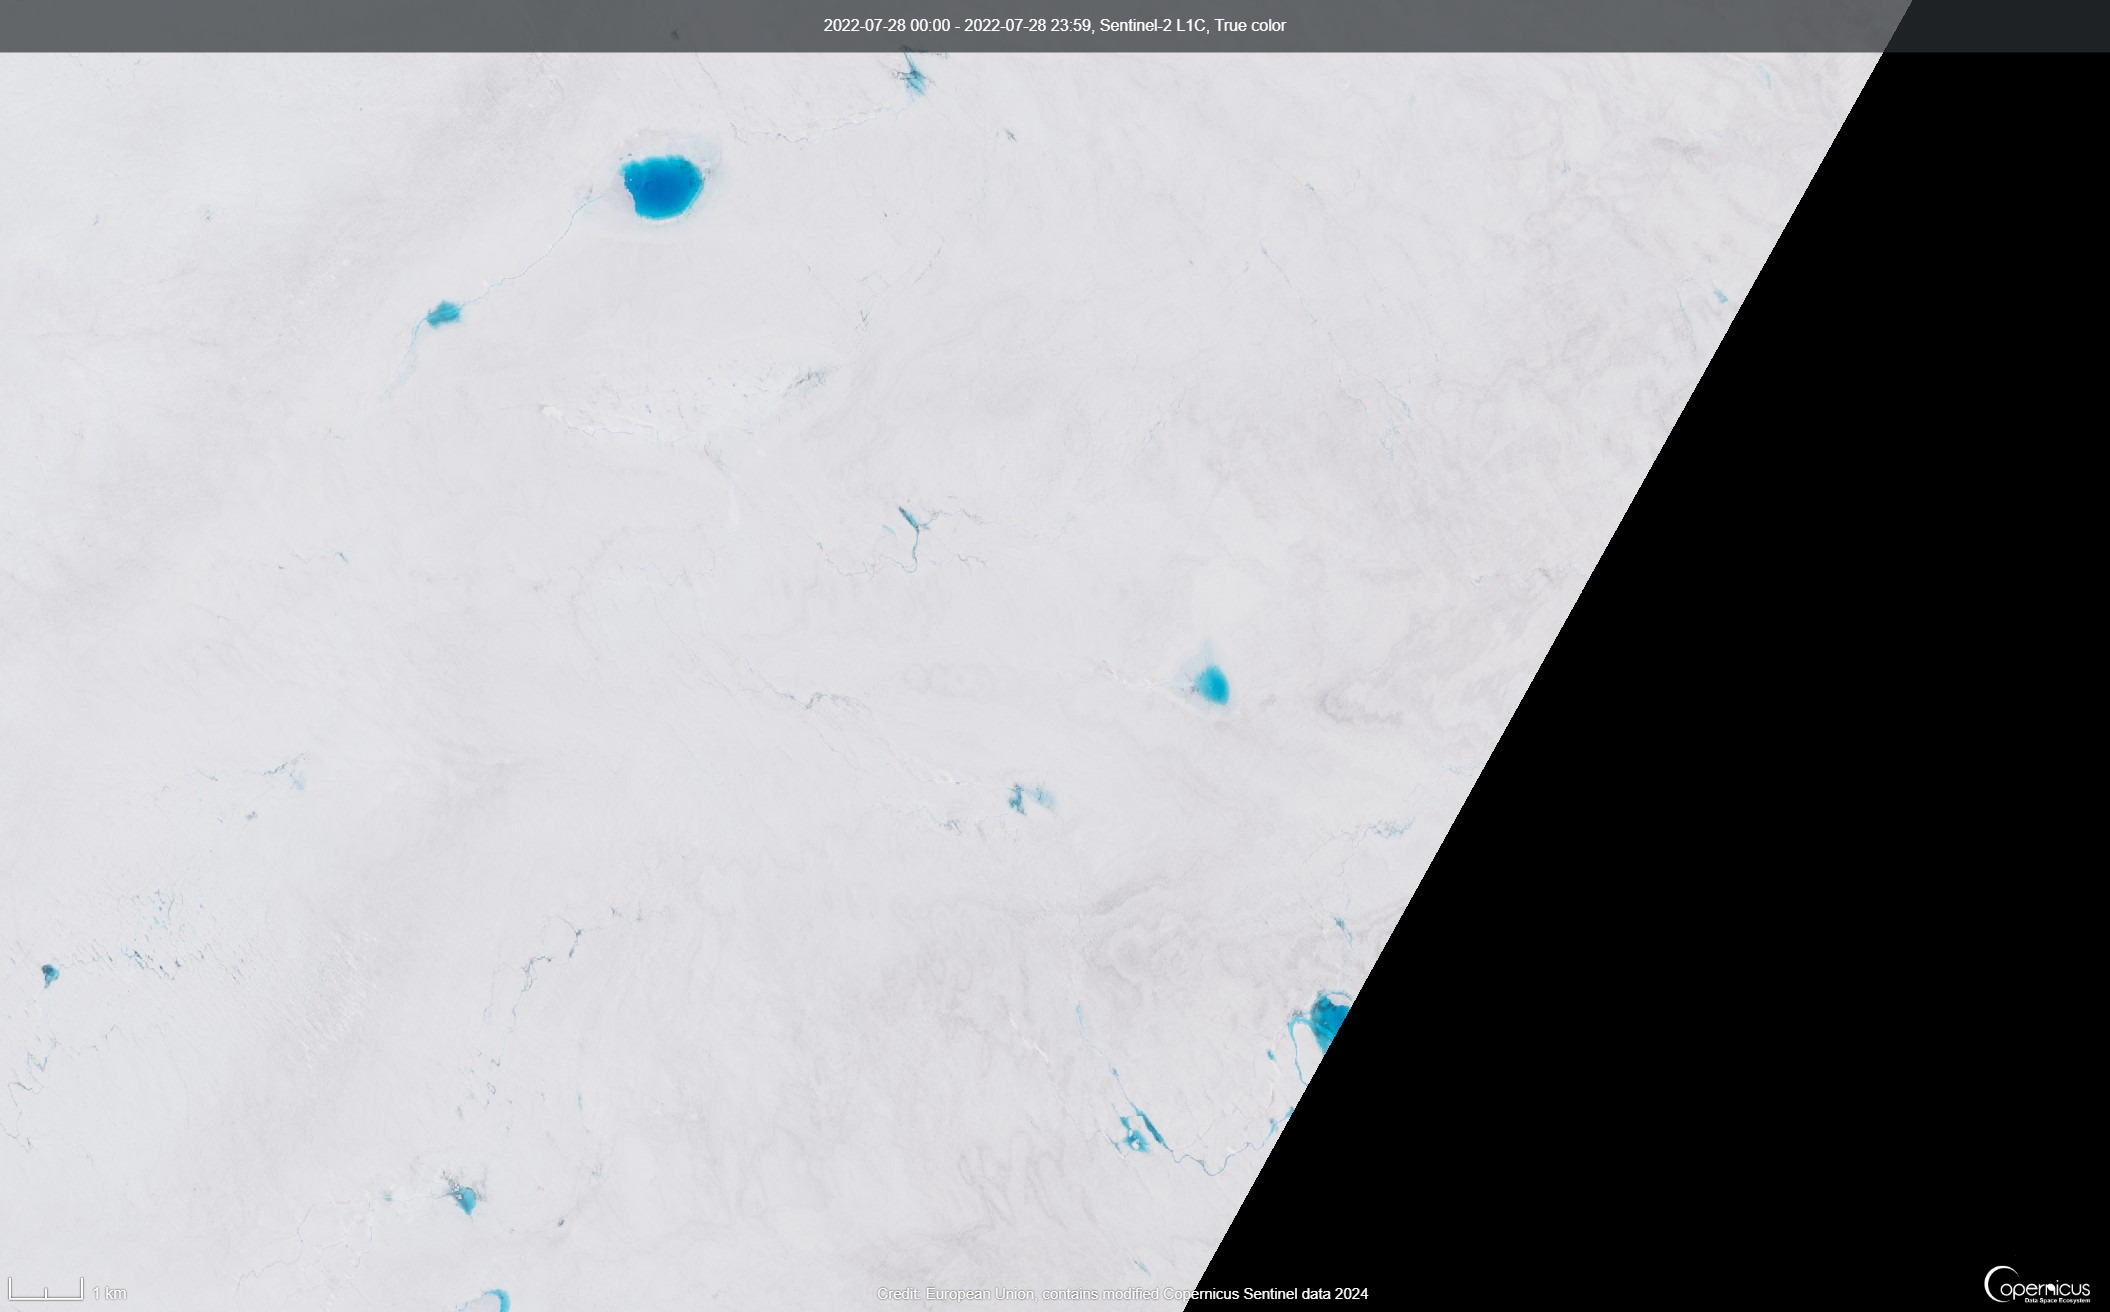 2022-07-28 00:00 - 2022-07-28 23:59, Sentinel-2 L1C, True color
1 km
Credit: European Union, contains modified Copernicus Sentinel data 2024
Copernicus
Data Space Ecosystem